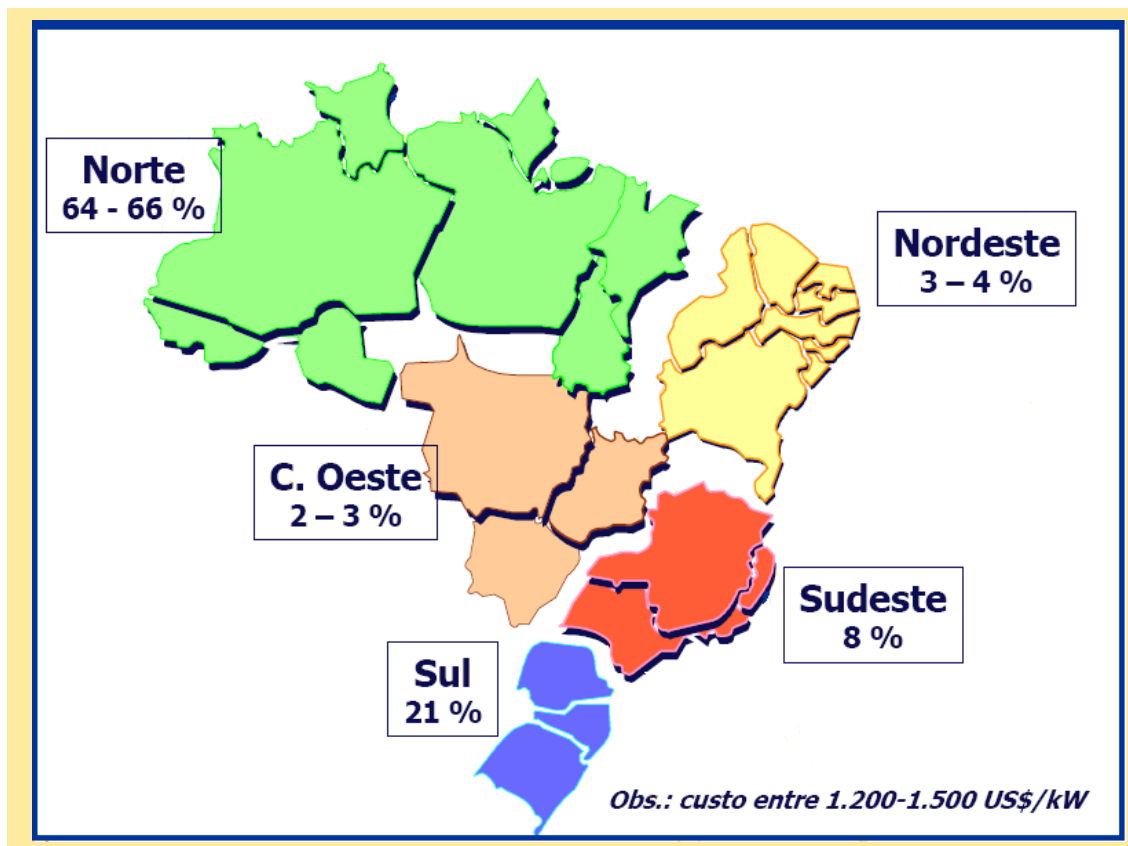 Norte
64 - 66 %
Nordeste
3 – 4 %
C. Oeste
2 – 3 %
Sudeste
8 %
Sul
21 %
Obs.: custo entre 1.200-1.500 US$/kW